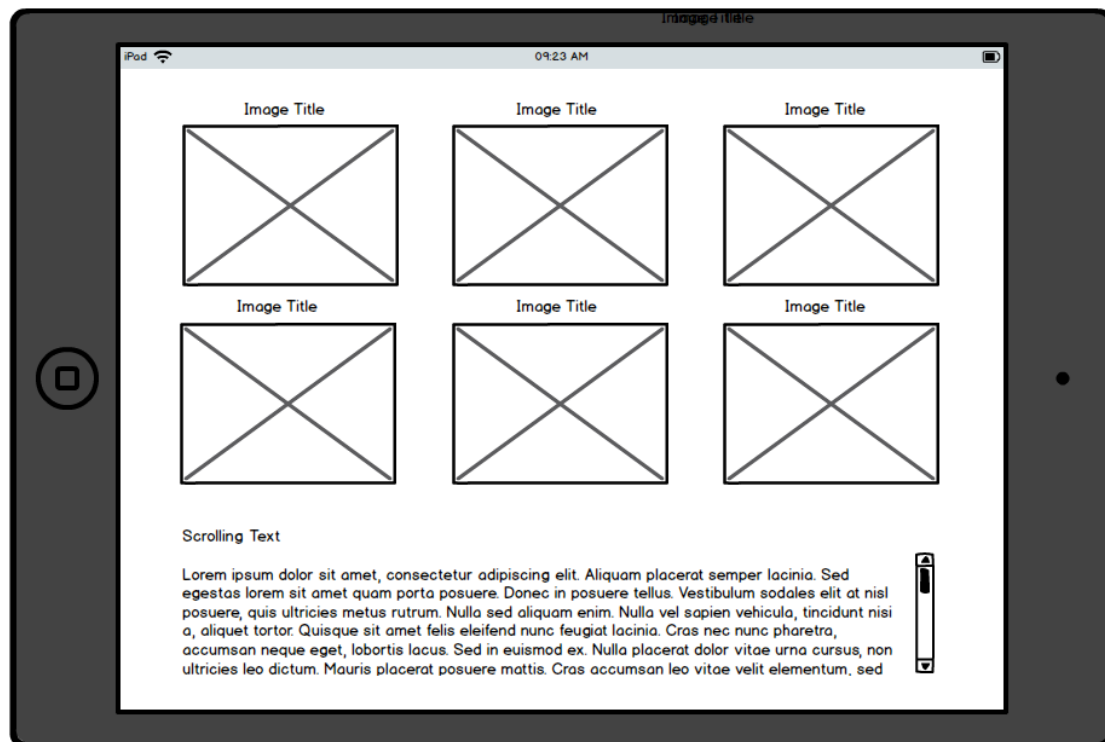 Image Title
iPad 09:23 AM
Image Title Image Title Image Title
Image Title Image Title Image Title
Scrolling Text
Lorem ipsum dolor sit amet, consectetur adipiscing elit. Aliquam placerat semper lacinia. Sed
egestas lorem sit amet quam porta posuere. Donec in posuere tellus. Vestibulum sodales elit at nisl
posuere, quis ultricies metus rutrum. Nulla sed aliquam enim. Nulla vel sapien vehicula, tincidunt nisi
a, aliquet tortor. Quisque sit amet felis eleifend nunc feugiat lacinia. Cras nec nunc pharetra,
accumsan neque eget, lobortis lacus. Sed in euismod ex. Nulla placerat dolor vitae urna cursus, non
ultricies leo dictum. Mauris placerat posuere mattis. Cras accumsan leo vitae velit elementum, sed